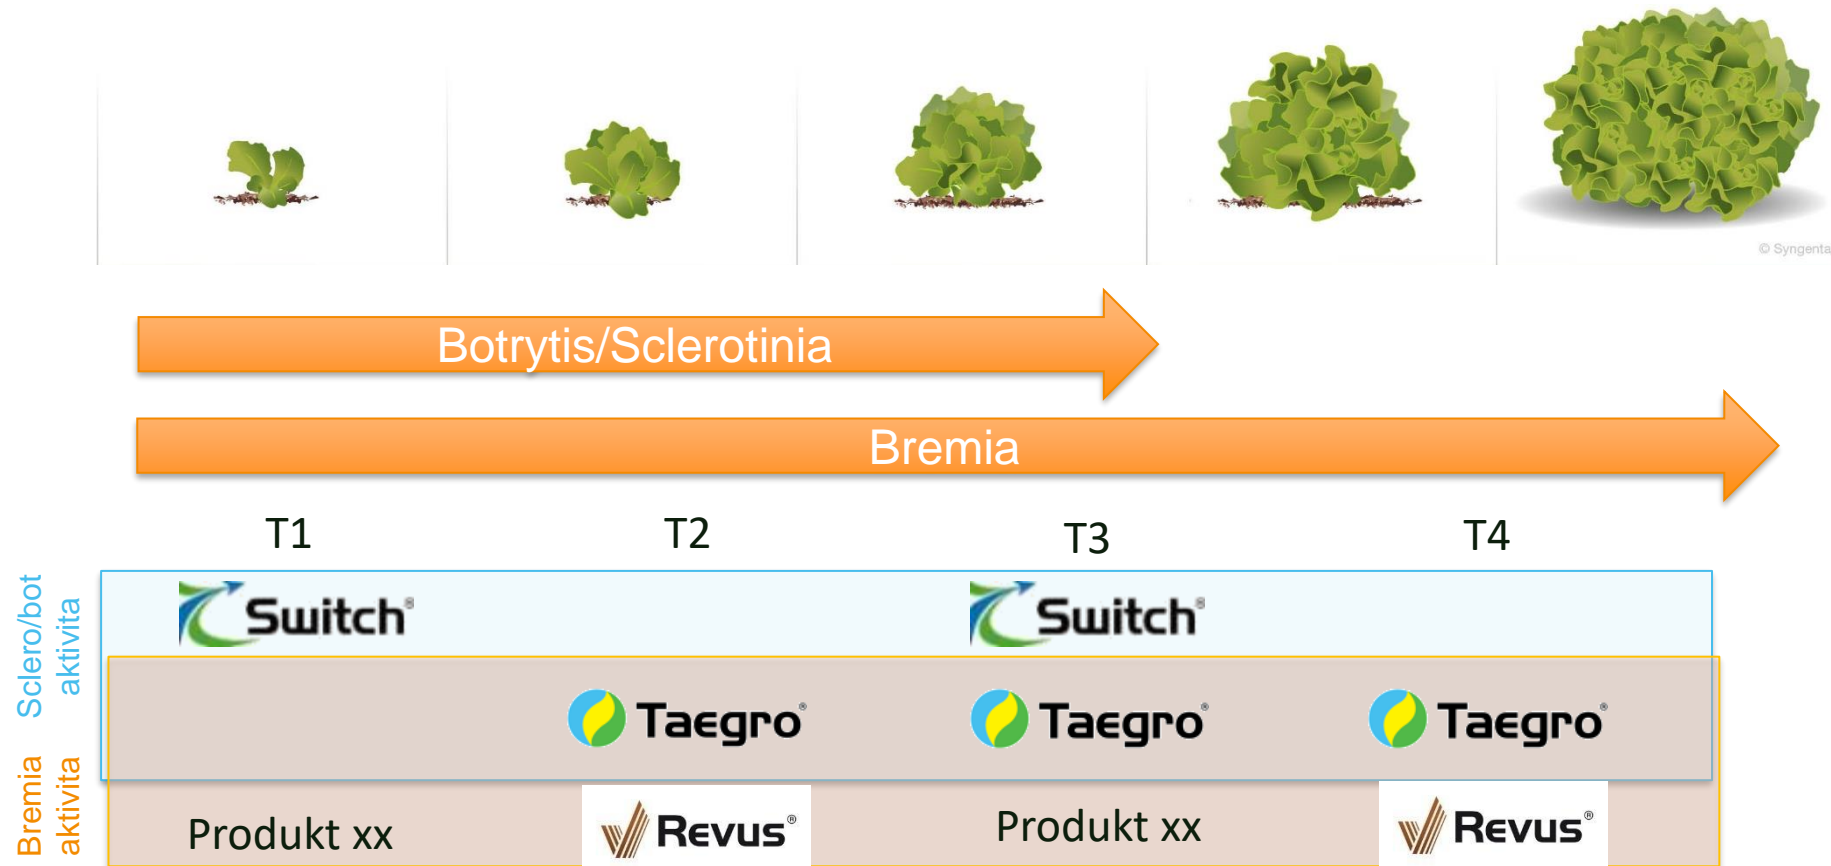 © Syngenta
Botrytis/Sclerotinia
Bremia
T1 T2 T3 T4
Sclero/bot
aktivita
Switch® Switch®
Taegro® Taegro® Taegro®
Bremia
aktivita
Produkt xx Revus® Produkt xx Revus®